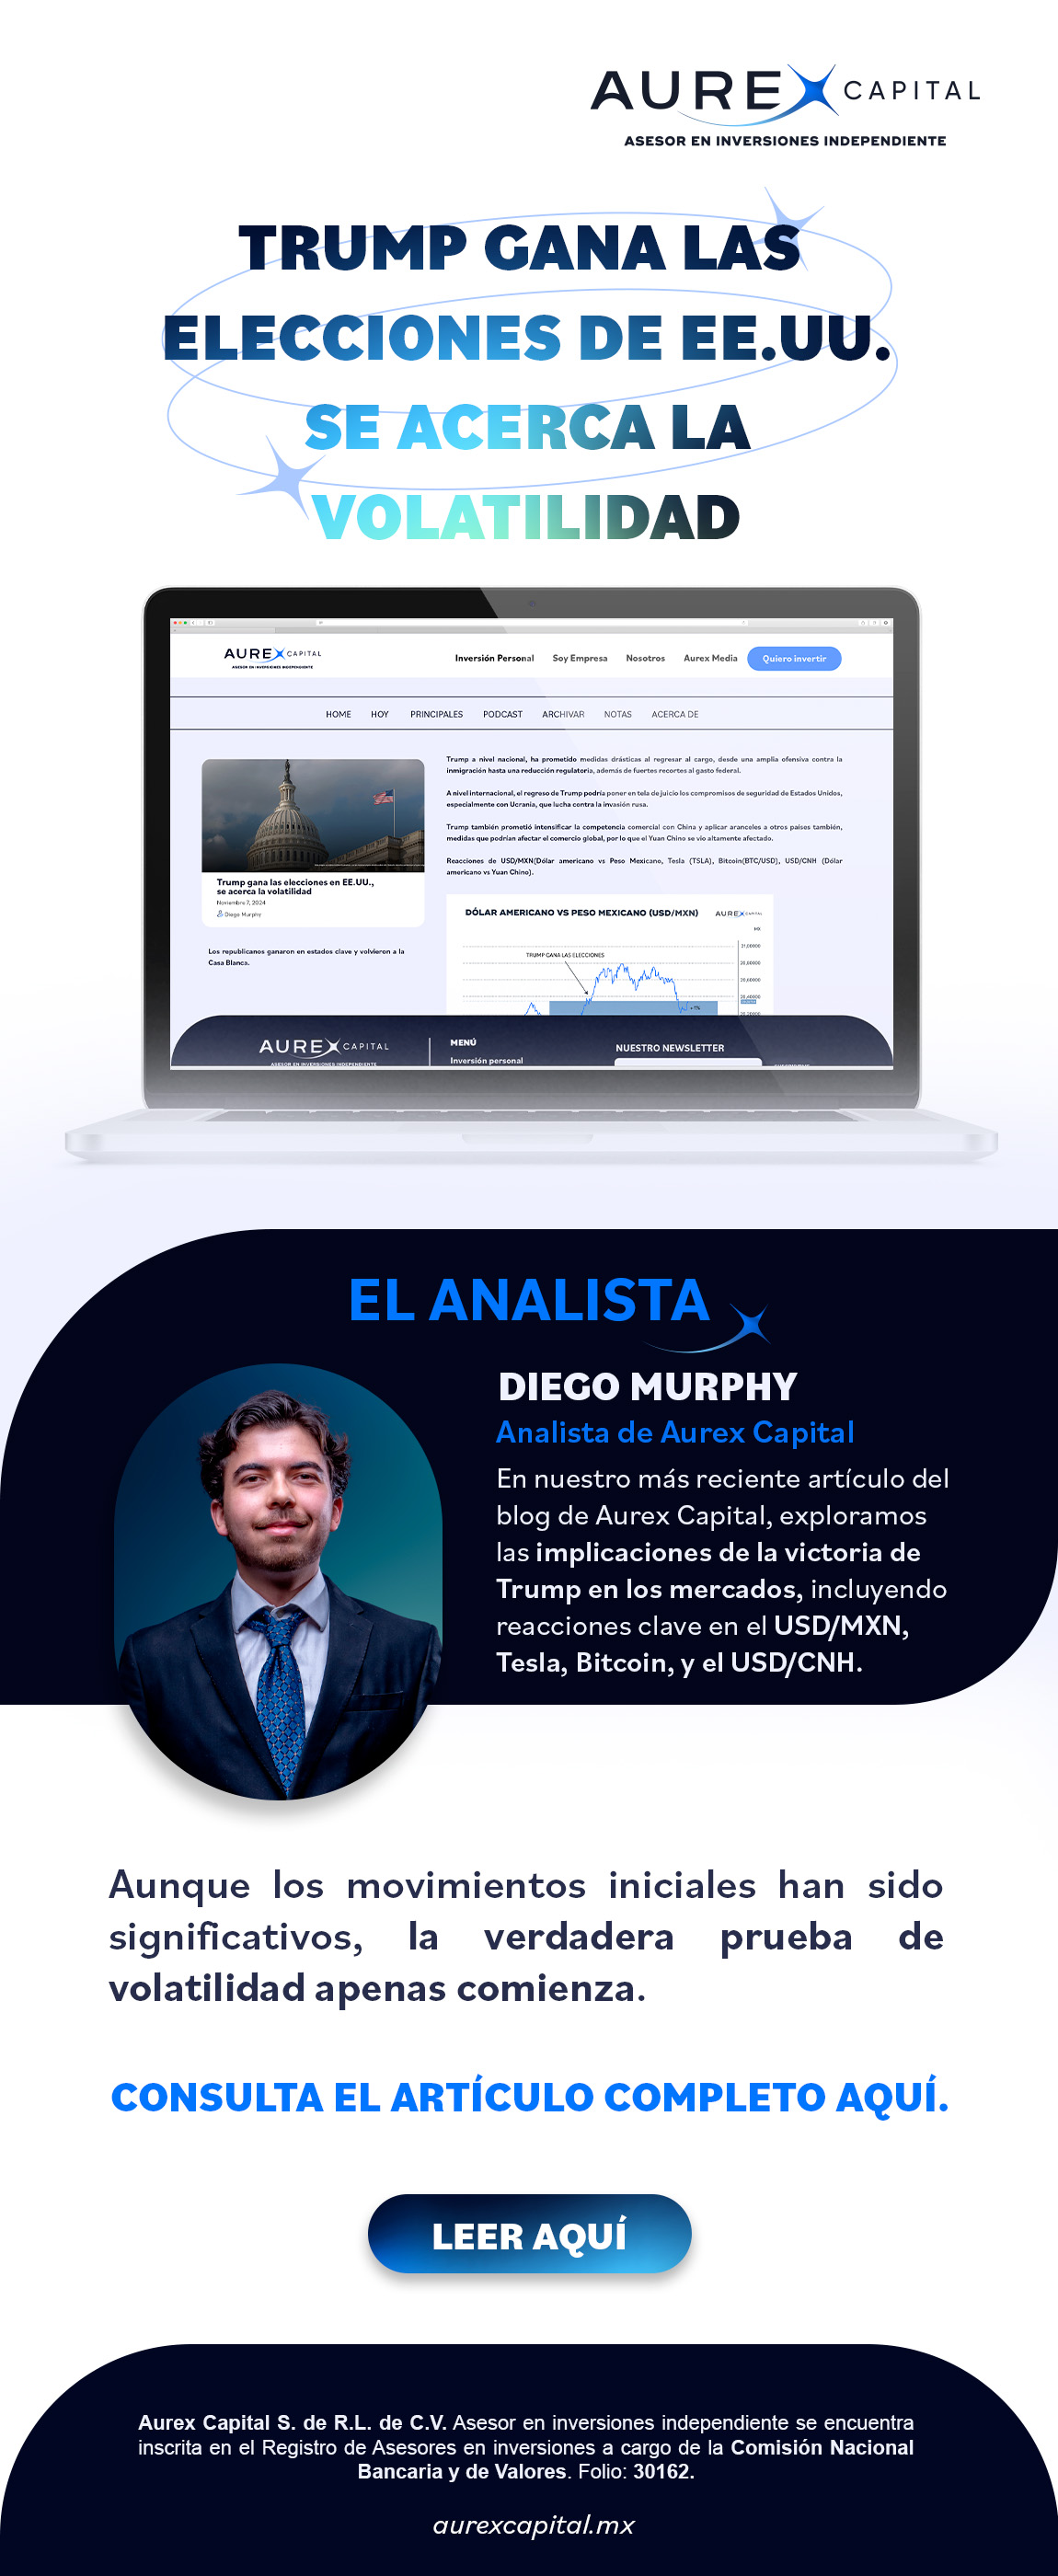 AUREX CAPITAL
ASESOR EN INVERSIONES INDEPENDIENTE
TRUMP GANA LAS
ELECCIONES DE EE.UU.
SE ACERCA LA
VOLATILIDAD
AUREX CAPITAL
ASESOR EN INVERSIONES INDEPENDIENTE
Inversión Personal Soy Empresa Nosotros Aurex Media Quiero invertir
HOME HOY PRINCIPALES PODCAST ARCHIVAR NOTAS ACERCA DE
Trump gana las elecciones en EE.UU.,
se acerca la volatilidad
Noviembre 7, 2024
Diego Murphy
Los republicanos ganaron en estados clave y volvieron a la
Casa Blanca.
Trump a nivel nacional, ha prometido medidas drásticas al regresar al cargo, desde una amplia ofensiva contra la
inmigración hasta una reducción regulatoria, además de fuertes recortes al gasto federal.
A nivel internacional, el regreso de Trump podría poner en tela de juicio los compromisos de seguridad de Estados Unidos,
especialmente con Ucrania, que lucha contra la invasión rusa.
Trump también prometió intensificar la competencia comercial con China y aplicar aranceles a otros países también,
medidas que podrían afectar el comercio global, por lo que el Yuan Chino se vio altamente afectado.
Reacciones de USD/MXN(Dólar americano vs Peso Mexicano, Tesla (TSLA), Bitcoin(BTC/USD), USD/CNH (Dólar
americano vs Yuan Chino).
DÓLAR AMERICANO VS PESO MEXICANO (USD/MXN) AUREX CAPITAL
TRUMP GANA LAS ELECCIONES
AUREX CAPITAL
ASESOR EN INVERSIONES INDEPENDIENTE
MENÚ
Inversión personal
NUESTRO NEWSLETTER
EL ANALISTA
DIEGO MURPHY
Analista de Aurex Capital
En nuestro más reciente artículo del
blog de Aurex Capital, exploramos
las implicaciones de la victoria de
Trump en los mercados, incluyendo
reacciones clave en el USD/MXN,
Tesla, Bitcoin, y el USD/CNH.
Aunque los movimientos iniciales han sido
significativos, la verdadera prueba de
volatilidad apenas comienza.
CONSULTA EL ARTÍCULO COMPLETO AQUÍ.
LEER AQUÍ
Aurex Capital S. de R.L. de C.V. Asesor en inversiones independiente se encuentra
inscrita en el Registro de Asesores en inversiones a cargo de la Comisión Nacional
Bancaria y de Valores. Folio: 30162.
aurexcapital.mx